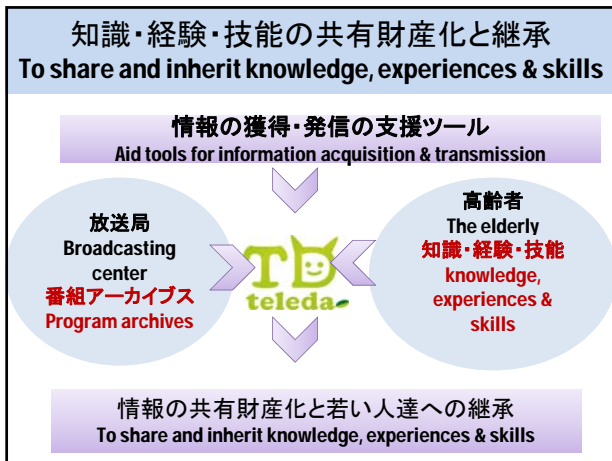 知識・経験・技能の共有財産化と継承
To share and inherit knowledge, experiences & skills
情報の獲得・発信の支援ツール
Aid tools for information acquisition & transmission
放送局
Broadcasting
center
番組アーカイブス
Program archives
TD
teleda
高齢者
The elderly
知識・経験・技能
knowledge,
experiences &
skills
情報の共有財産化と若い人達への継承
To share and inherit knowledge, experiences & skills